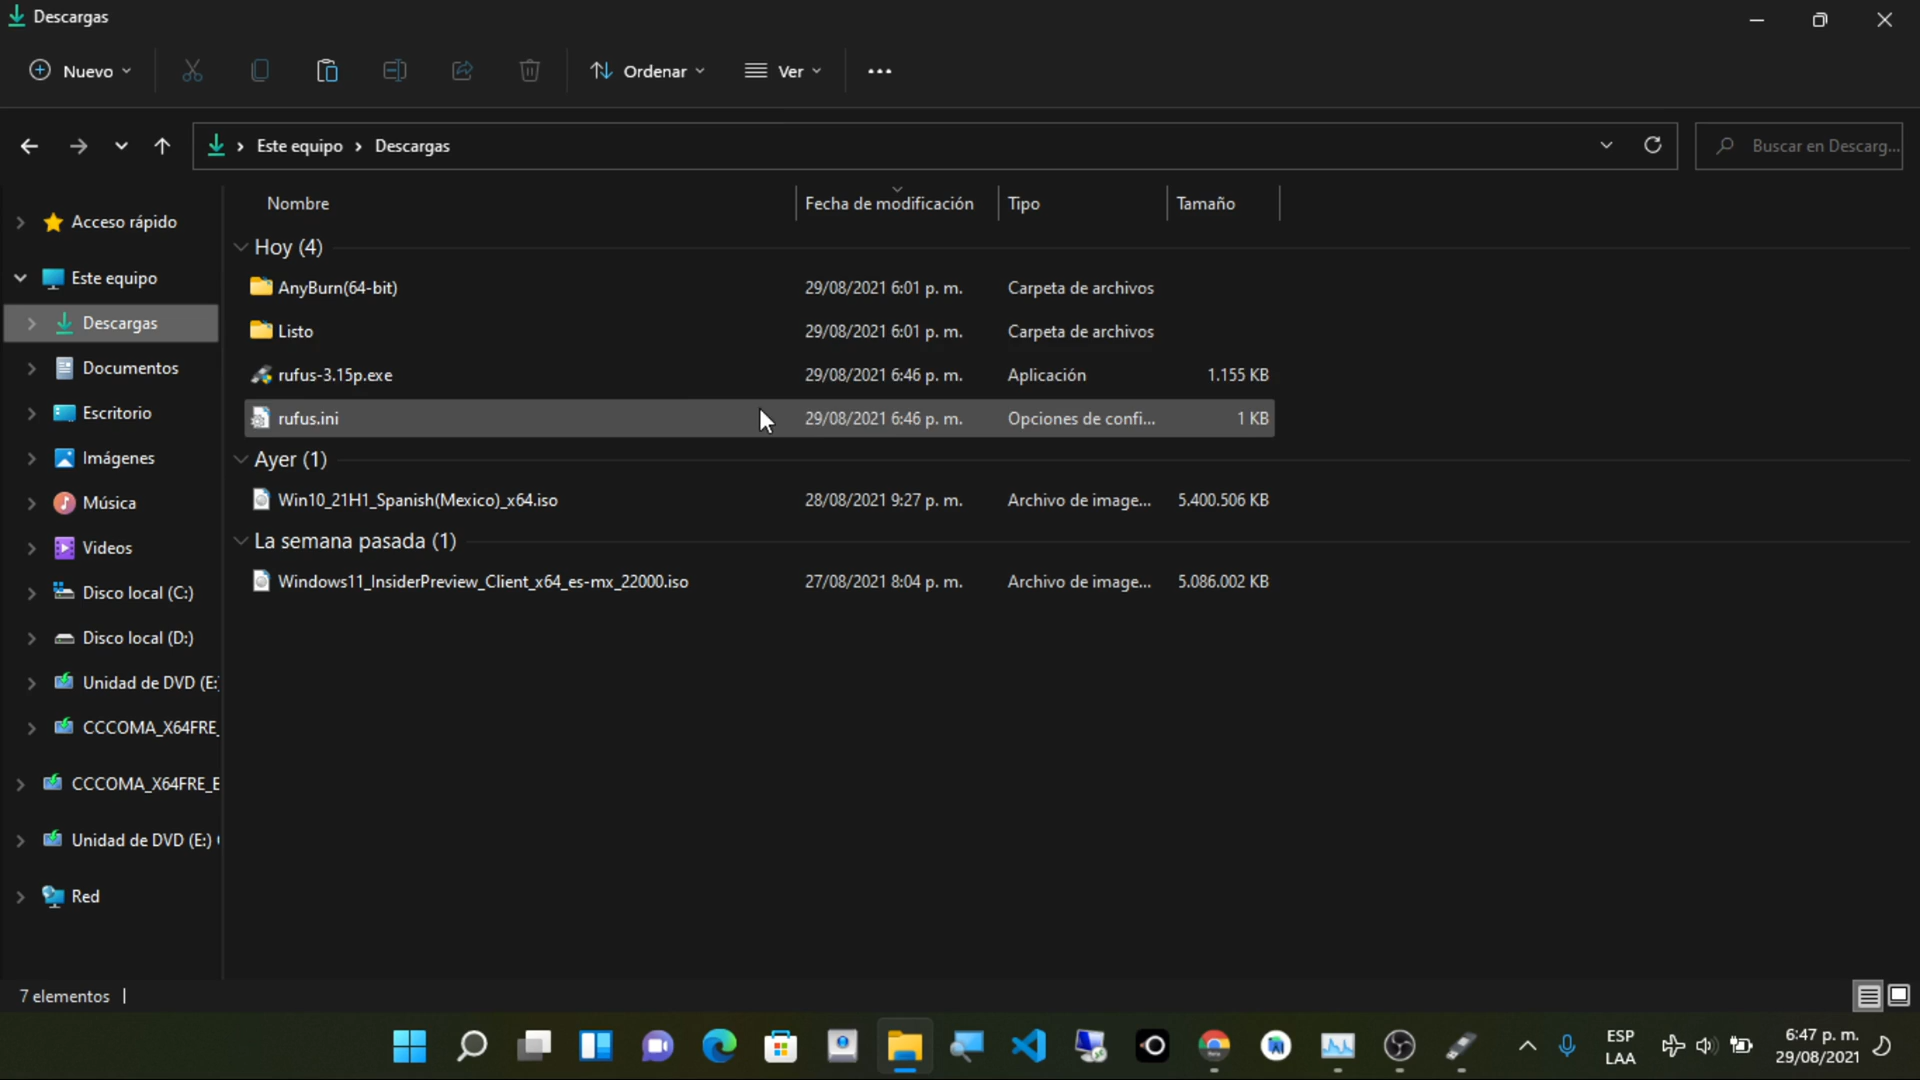 Descargas
Nuevo
Ordenar
Ver
Este equipo
Descargas
Buscar en Descarg...
Acceso rápido
Este equipo
Descargas
Documentos
Escritorio
Imágenes
Música
Videos
Disco local (C:)
Disco local (D:)
Unidad de DVD (E:
CCCOMA_X64FRE_
CCCOMA_X64FRE_E
Unidad de DVD (E:)
Red
Nombre Fecha de modificación Tipo Tamaño
Hoy (4)
AnyBurn(64-bit) 29/08/2021 6:01 p. m. Carpeta de archivos
Listo 29/08/2021 6:01 p. m. Carpeta de archivos
rufus-3.15p.exe 29/08/2021 6:46 p. m. Aplicación 1.155 KB
rufus.ini 29/08/2021 6:46 p. m. Opciones de confi... 1 KB
Ayer (1)
Win10_21H1_Spanish(Mexico)_x64.iso 28/08/2021 9:27 p. m. Archivo de image... 5.400.506 KB
La semana pasada (1)
Windows11_InsiderPreview_Client_x64_es-mx_22000.iso 27/08/2021 8:04 p. m. Archivo de image... 5.086.002 KB
7 elementos
ESP
LAA
6:47 p. m.
29/08/2021